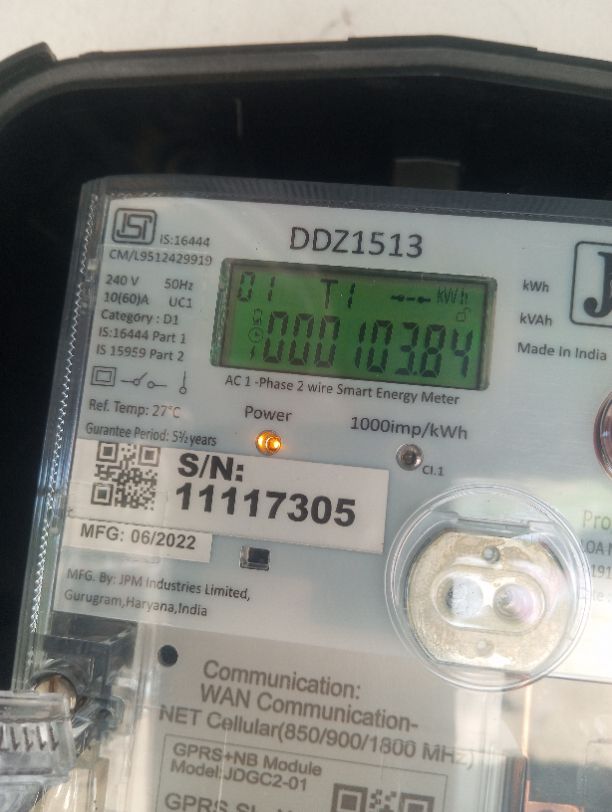 ISI
IS:16444
CM/L9512429919
DDZ1513
240 V 50Hz
10(60)A UC1
Category : D1
IS:16444 Part 1
IS 15959 Part 2
01 T1 kWh
000103.84
kWh
kVAh
Made In India
AC 1 -Phase 2 wire Smart Energy Meter
Ref. Temp: 27°C
Gurantee Period: 5½ years
Power
1000imp/kWh
Cl.1
S/N:
11117305
MFG: 06/2022
MFG. By: JPM Industries Limited,
Gurugram,Haryana,India
Communication:
WAN Communication-
NET Cellular(850/900/1800 MHz)
GPRS+NB Module
Model:JDGC2-01